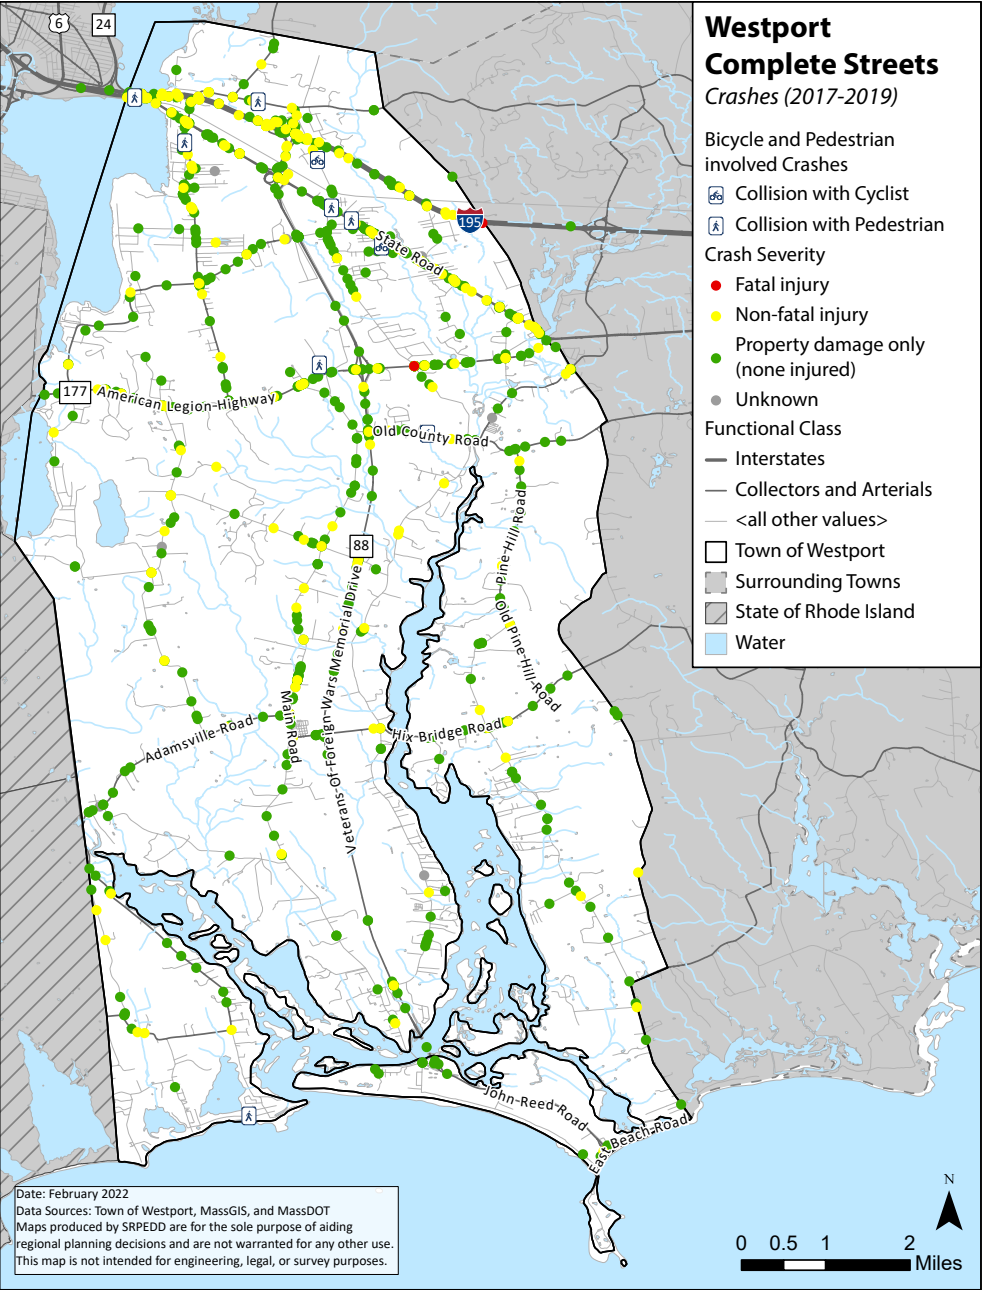 6
24
Westport
Complete Streets
Crashes (2017-2019)
Bicycle and Pedestrian
involved Crashes
Collision with Cyclist
Collision with Pedestrian
Crash Severity
Fatal injury
Non-fatal injury
Property damage only
(none injured)
Unknown
Functional Class
Interstates
Collectors and Arterials
<all other values>
Town of Westport
Surrounding Towns
State of Rhode Island
Water
195
State Road
177
American Legion Highway
Old County Road
88
Pine Hill Road
Old Pine Hill Road
Veterans Of Foreign Wars Memorial Drive
Main Road
Adamsville Road
Hix Bridge Road
John Reed Road
East Beach Road
Date: February 2022
Data Sources: Town of Westport, MassGIS, and MassDOT
Maps produced by SRPEDD are for the sole purpose of aiding
regional planning decisions and are not warranted for any other use.
This map is not intended for engineering, legal, or survey purposes.
N
0 0.5 1 2
Miles